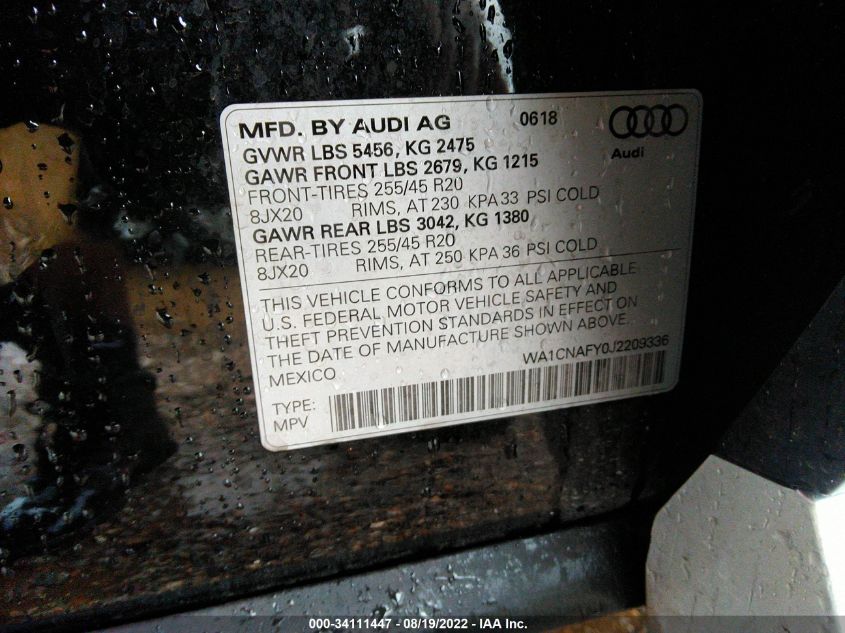 MFD. BY AUDI AG 0618
GVWR LBS 5456, KG 2475
Audi
GAWR FRONT LBS 2679, KG 1215
FRONT-TIRES 255/45 R20
8JX20 RIMS, AT 230 KPA 33 PSI COLD
GAWR REAR LBS 3042, KG 1380
REAR-TIRES 255/45 R20
8JX20 RIMS, AT 250 KPA 36 PSI COLD
THIS VEHICLE CONFORMS TO ALL APPLICABLE
U.S. FEDERAL MOTOR VEHICLE SAFETY AND
THEFT PREVENTION STANDARDS IN EFFECT ON
THE DATE OF MANUFACTURE SHOWN ABOVE.
MEXICO WA1CNAFY0J2209336
TYPE:
MPV
000-34111447 - 08/19/2022 - IAA Inc.